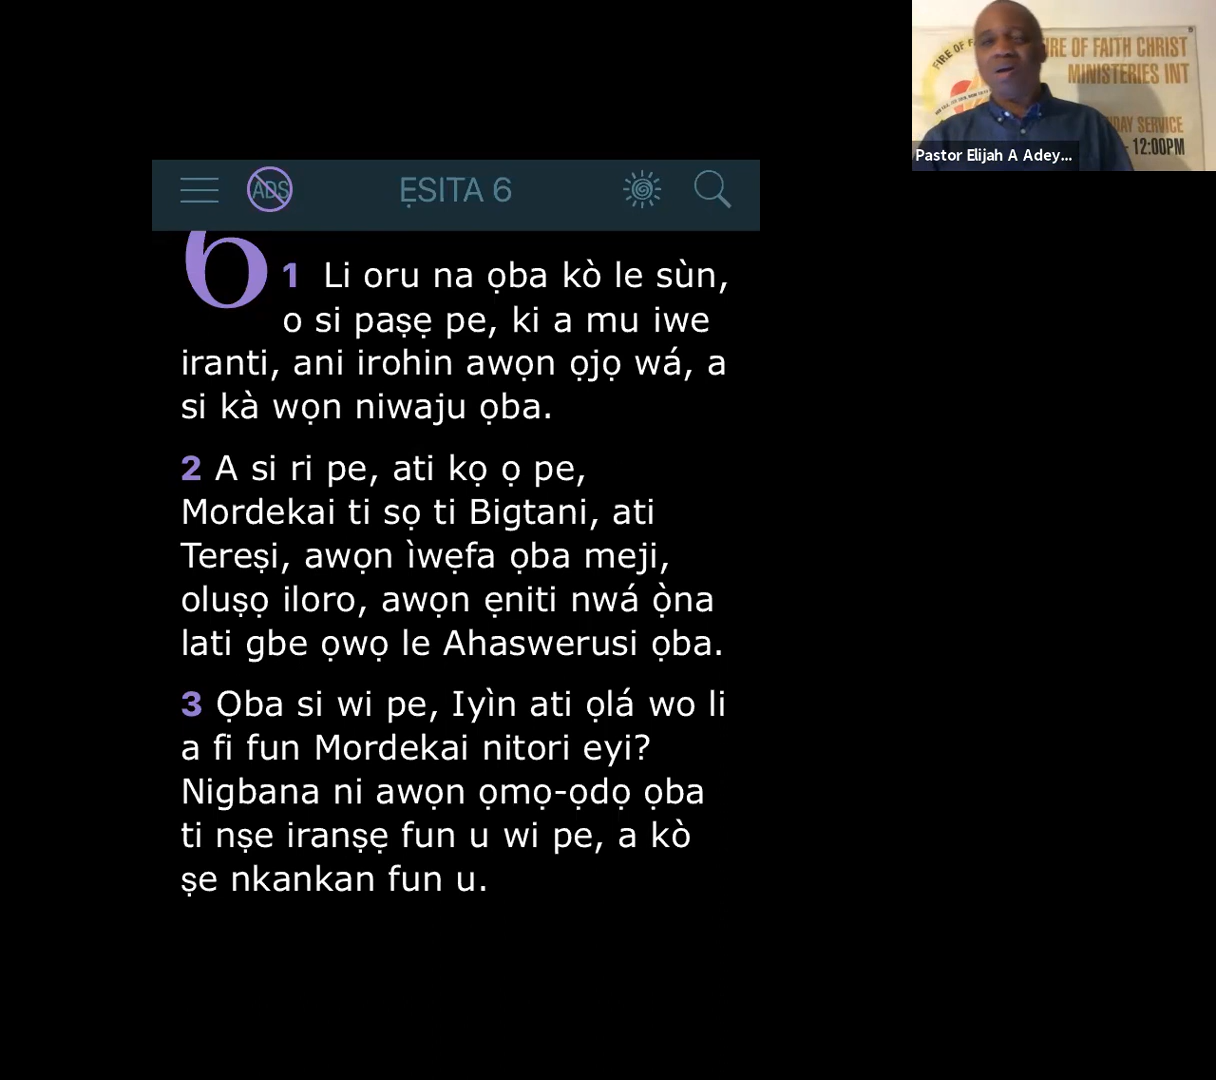 FIRE OF FA
IRE OF FAITH CHRIST
MINISTERIES INT
DAY SERVICE
12:00PM
Pastor Elijah A Adey...
ADS
ẸSITA 6
6
1 Li oru na ọba kò le sùn,
o si paṣẹ pe, ki a mu iwe
iranti, ani irohin awọn ọjọ wá, a
si kà wọn niwaju ọba.
2 A si ri pe, ati kọ ọ pe,
Mordekai ti sọ ti Bigtani, ati
Tereṣi, awọn ìwẹfa ọba meji,
oluṣọ iloro, awọn ẹniti nwá ọ̀na
lati gbe ọwọ le Ahaswerusi ọba.
3 Ọba si wi pe, Iyìn ati ọlá wo li
a fi fun Mordekai nitori eyi?
Nigbana ni awọn ọmọ-ọdọ ọba
ti nṣe iranṣẹ fun u wi pe, a kò
ṣe nkankan fun u.